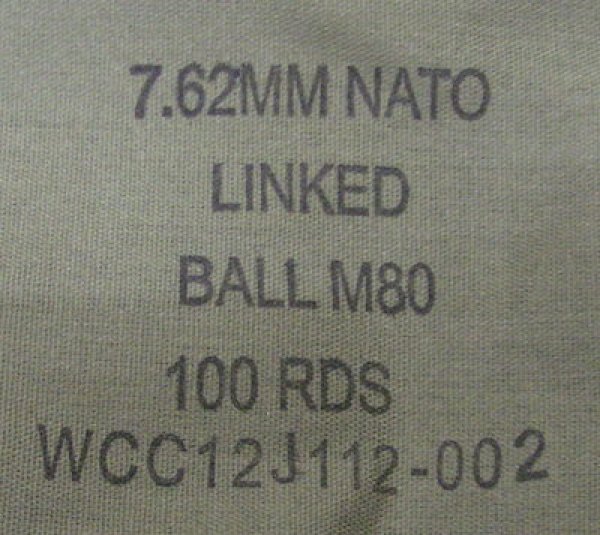 7.62MM NATO
LINKED
BALL M80
100 RDS
WCC12J112-002